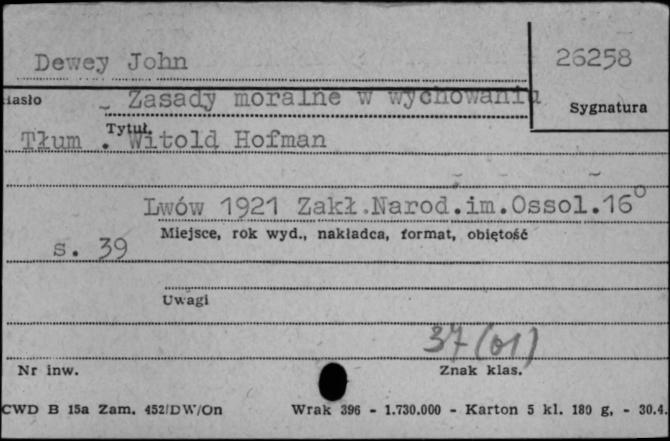 Dewey John 26258
Hasło - Zasady moralne w wychowaniu Sygnatura
Tytuł.
Tłum . Witold Hofman
Lwów 1921 Zakł.Narod.im.Ossol.16°
Miejsce, rok wyd., nakładca, format, objętość
s. 39
Uwagi
37(01)
Nr inw. Znak klas.
CWD B 15a Zam. 452/DW/On Wrak 396 - 1.730.000 - Karton 5 kl. 180 g, - 30.4.